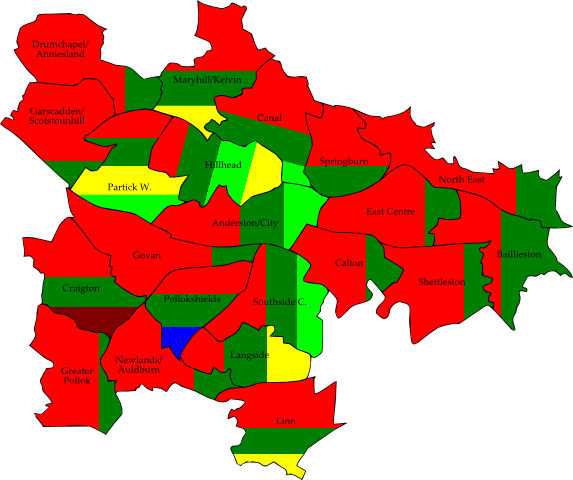 Drumchapel/
Anniesland
Maryhill/Kelvin
Garscadden/
Scotstounhill
Canal
Springburn
Hillhead
North East
Partick W.
East Centre
Anderston/City
Govan
Calton
Baillieston
Shettleston
Craigton
Pollokshields
Southside C.
Langside
Newlands/
Auldburn
Greater
Pollok
Linn